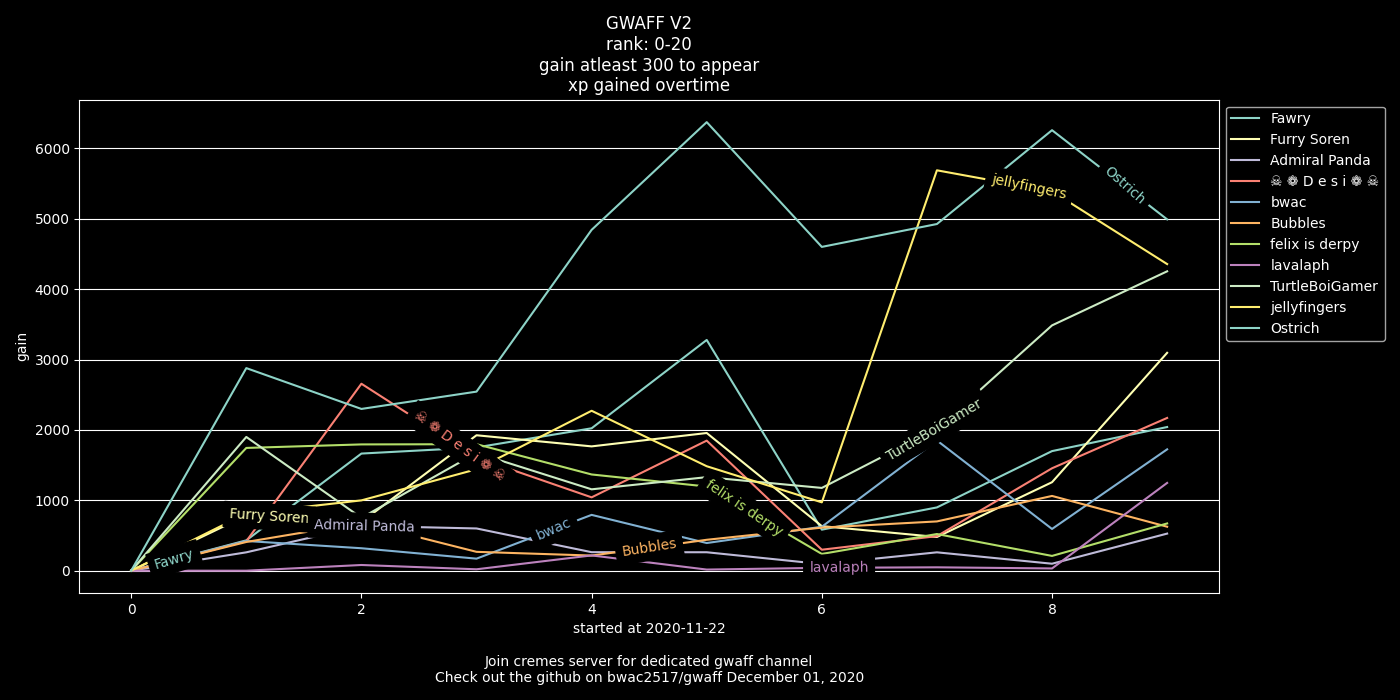 GWAFF V2
rank: 0-20
gain atleast 300 to appear
xp gained overtime
gain
6000
5000
4000
3000
2000
1000
0
0
2
4
6
8
started at 2020-11-22
Fawry
Furry Soren
Admiral Panda
☠ ❁ D e s i ❁ ☠
bwac
Bubbles
felix is derpy
lavalaph
TurtleBoiGamer
jellyfingers
Ostrich
Fawry
Furry Soren
Admiral Panda
☠ ❁ D e s i ❁ ☠
bwac
Bubbles
felix is derpy
lavalaph
TurtleBoiGamer
jellyfingers
Ostrich
Join cremes server for dedicated gwaff channel
Check out the github on bwac2517/gwaff December 01, 2020